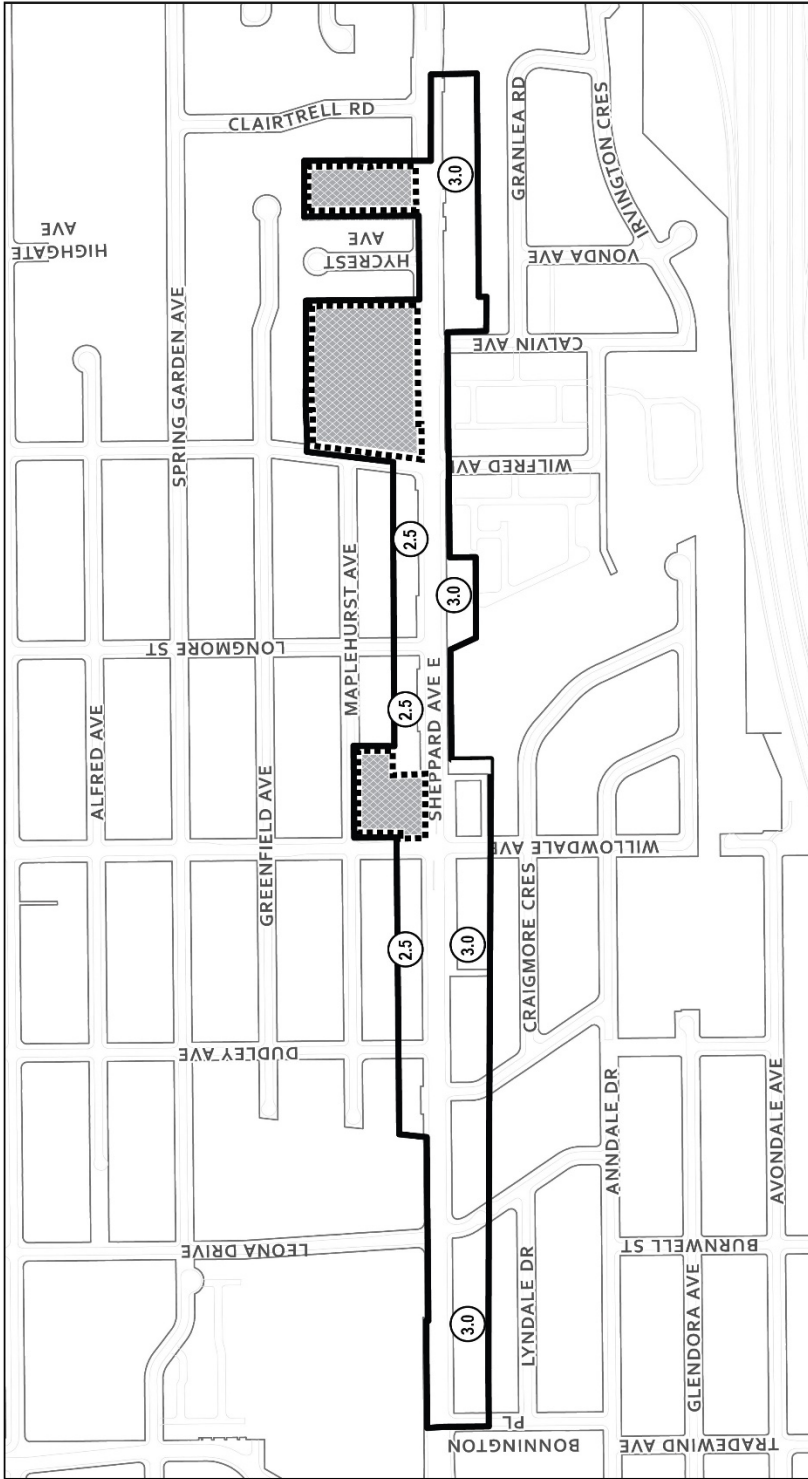 HIGHGATE
AVE
ALFRED AVE
SPRING GARDEN AVE
CLAIRTRELL RD
GREENFIELD AVE
LEONA DRIVE
DUDLEY AVE
LONGMORE ST
HYCREST
AVE
MAPLEHURST AVE
2.5
2.5
2.5
SHEPPARD AVE E
3.0
3.0
3.0
3.0
BONNINGTON
PL
LYNDALE DR
CRAIGMORE CRES
WILLOWDALE AVE
WILFRED AVE
CALVIN AVE
GRANLEA RD
VONDA AVE
IRVINGTON CRES
ANNDALE DR
TRADEWIND AVE
GLENDORA AVE
BURNWELL ST
AVONDALE AVE